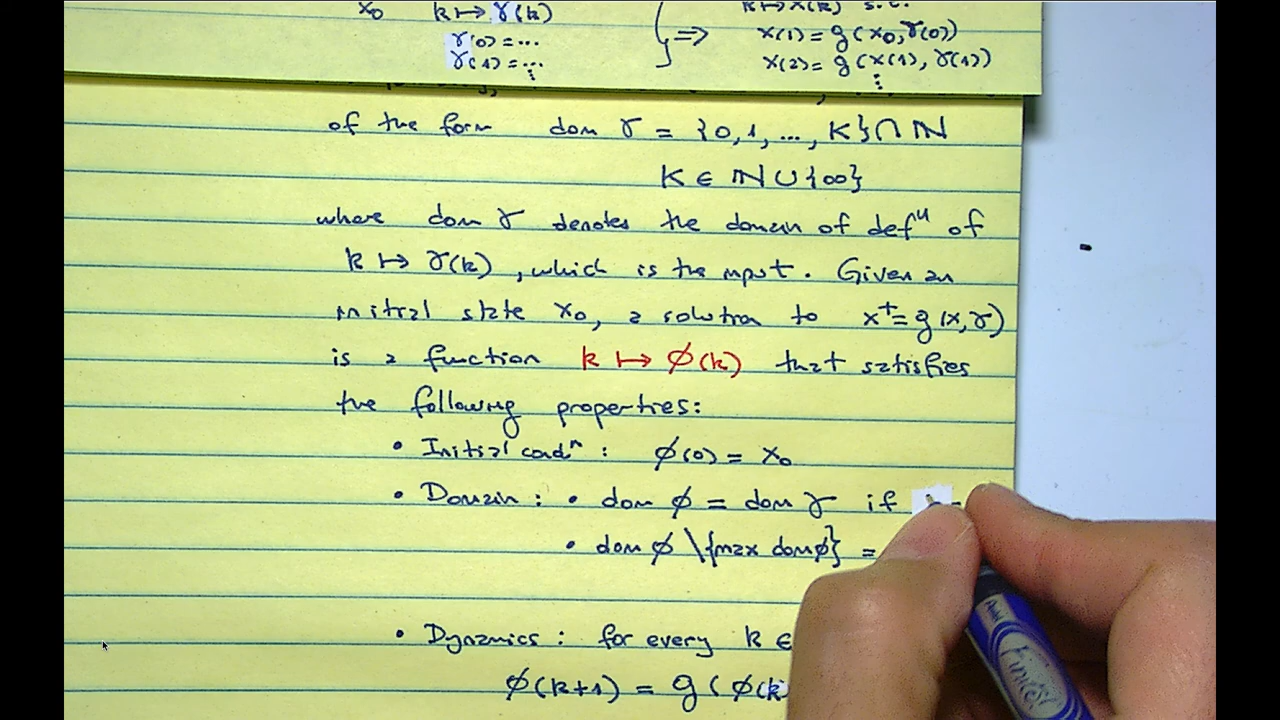 x₀ k ↦ r(k) k ↦ x(k) s.t.
r(0) = ... ⇒ x(1) = g(x₀, r(0))
r(1) = ... x(2) = g(x(1), r(1))
⋮ ⋮
of the form dom r = {0,1, ..., K} ∩ ℕ
K ∈ ℕ ∪ {∞}
where dom r denotes the domain of defⁿ of
k ↦ r(k), which is the input. Given an
initial state x₀, a solution to x⁺ = g(x, r)
is a function k ↦ ϕ(k) that satisfies
the following properties:
• Initial condⁿ : ϕ(0) = x₀
• Domain : • dom ϕ = dom r if
• dom ϕ \ {max dom ϕ} =
• Dynamics : for every k ∈
ϕ(k+1) = g(ϕ(k
Finiter